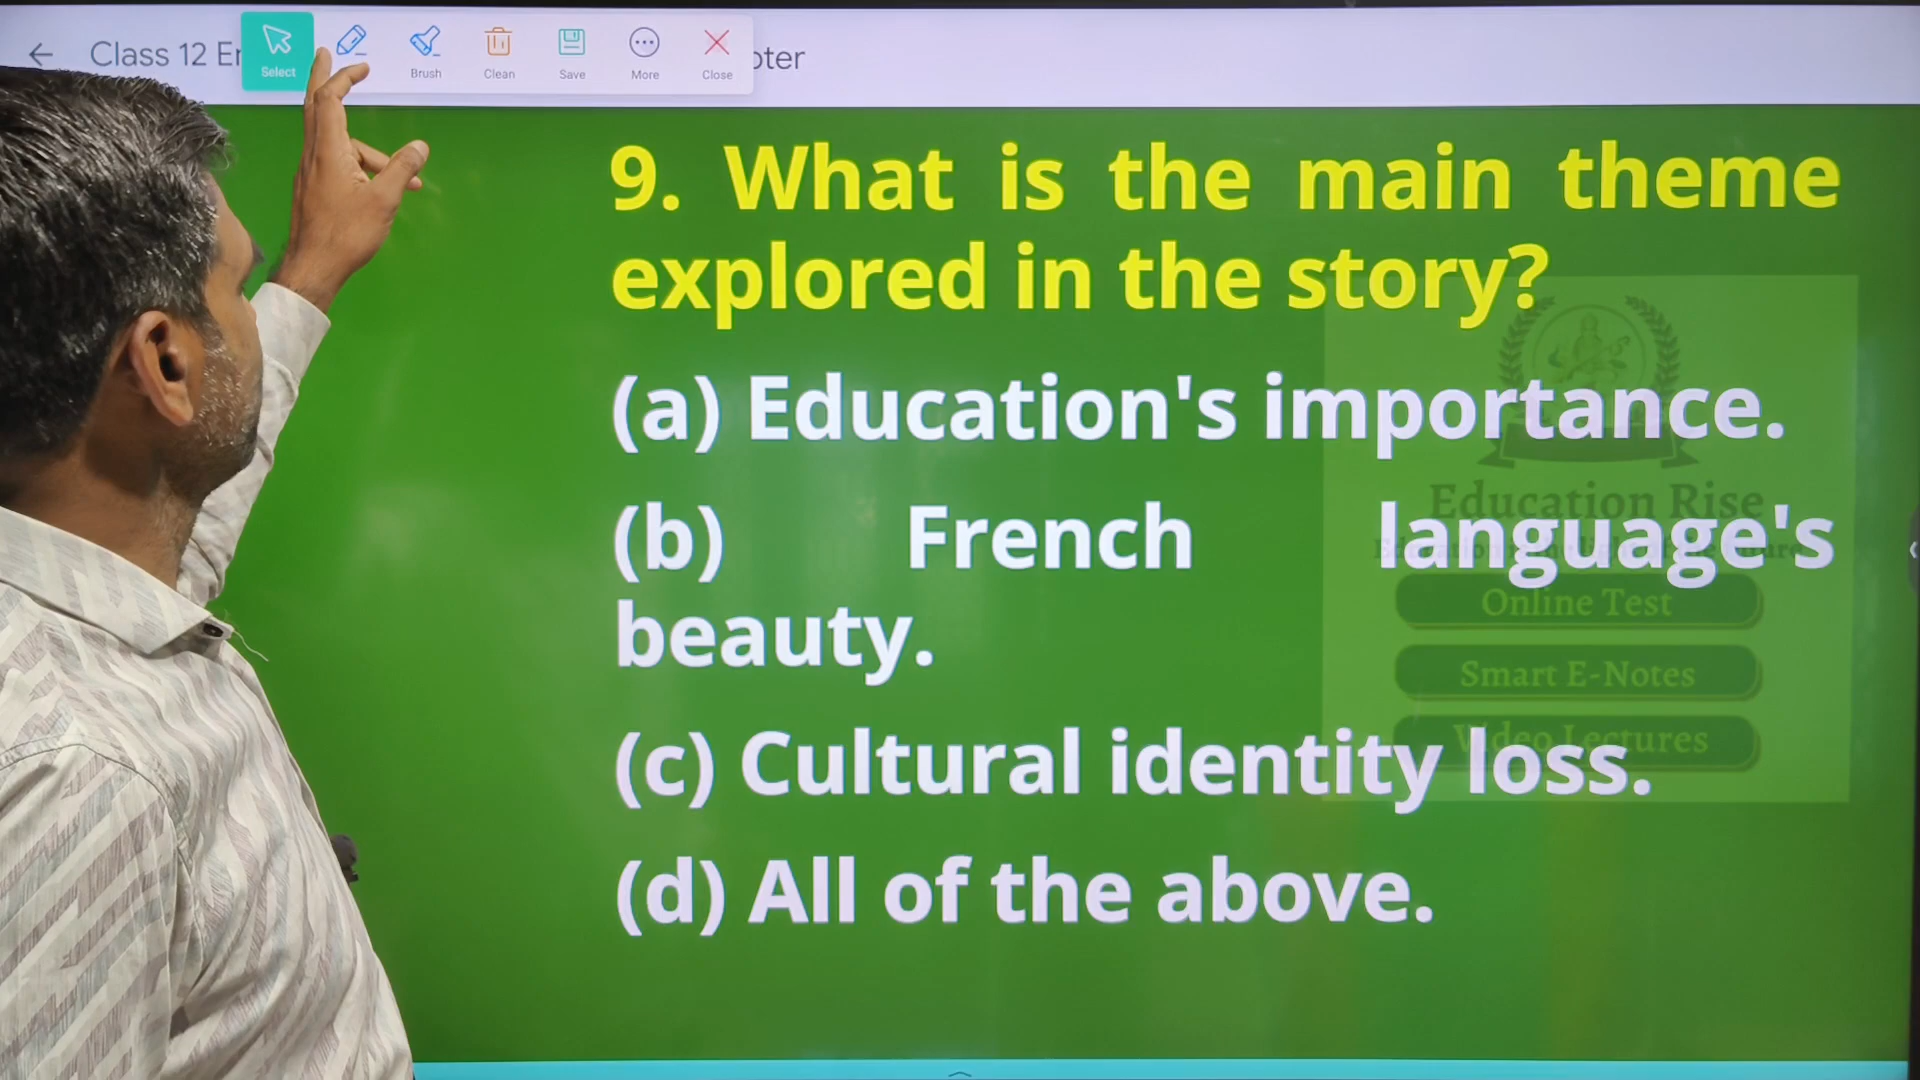 Class 12 Er
oter
Select
Brush
Clean
Save
More
Close
9. What is the main theme
explored in the story?
(a) Education's importance.
(b) French language's
beauty.
(c) Cultural identity loss.
(d) All of the above.
Education Rise
Online Test
Smart E-Notes
Video Lectures